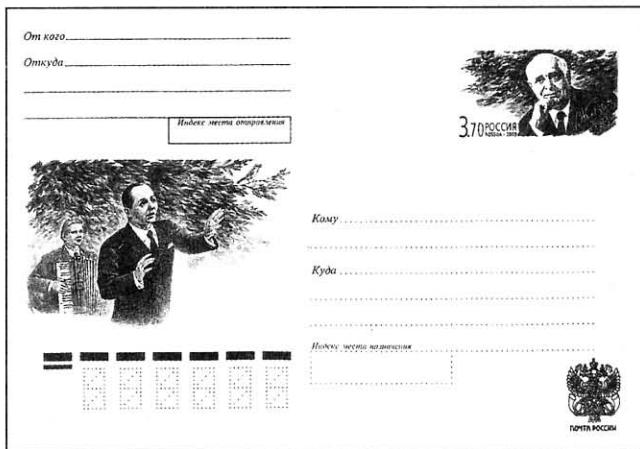 От кого
Откуда
Индекс места отправления
3.70 РОССИЯ
Кому
Куда
Индекс места назначения
ПОЧТА РОССИИ